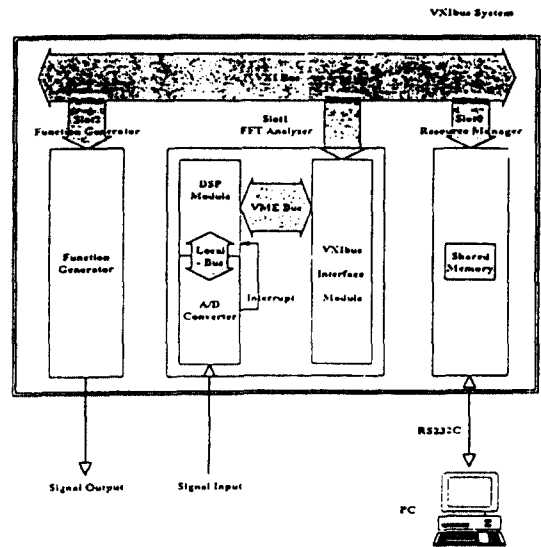 VXIbus System
VXI Bus
Slot2
Function Generator
Slot1
FFT Analyzer
Slot0
Resource Manager
DSP
Module
VME Bus
Function
Generator
Local
- Bus
VXIbus
Interface
Module
Shared
Memory
A/D
Converter
Interrupt
RS232C
Signal Output
Signal Input
PC